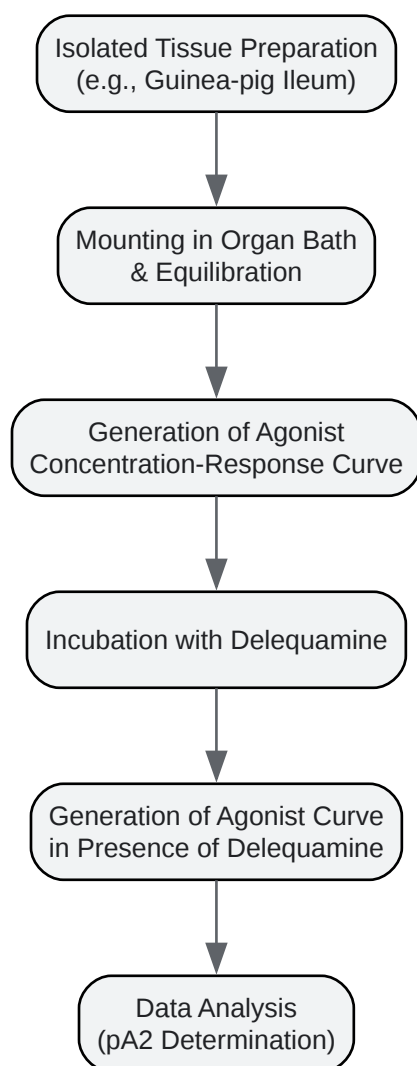 Isolated Tissue Preparation
(e.g., Guinea-pig Ileum)
Mounting in Organ Bath
& Equilibration
Generation of Agonist
Concentration-Response Curve
Incubation with Delequamine
Generation of Agonist Curve
in Presence of Delequamine
Data Analysis
(pA2 Determination)